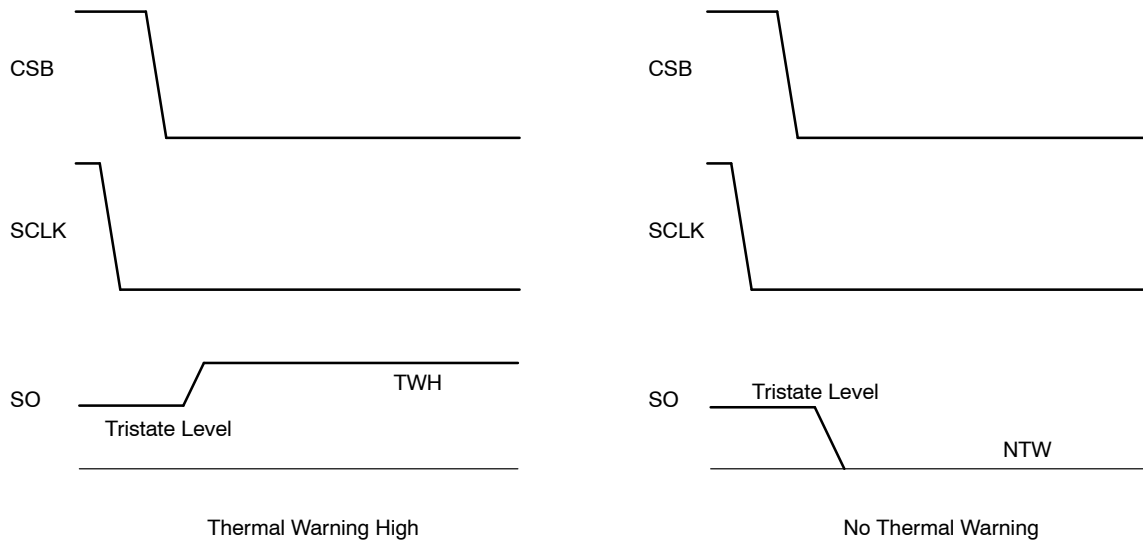 CSB
SCLK
SO
TWH
Tristate Level
Thermal Warning High
CSB
SCLK
SO
Tristate Level
NTW
No Thermal Warning